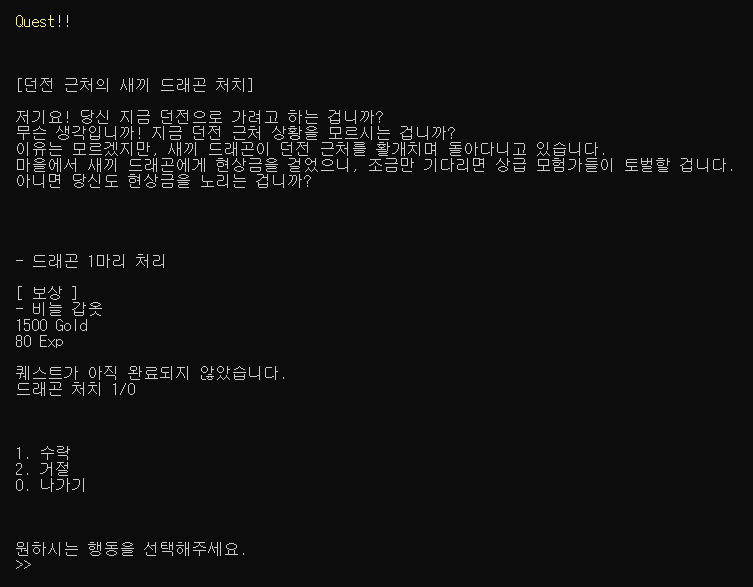 Quest!!
[던전 근처의 새끼 드래곤 처치]
저기요! 당신 지금 던전으로 가려고 하는 겁니까?
무슨 생각입니까! 지금 던전 근처 상황을 모르시는 겁니까?
이유는 모르겠지만, 새끼 드래곤이 던전 근처를 활개치며 돌아다니고 있습니다.
마을에서 새끼 드래곤에게 현상금을 걸었으니, 조금만 기다리면 상급 모험가들이 토벌할 겁니다.
아니면 당신도 현상금을 노리는 겁니까?
- 드래곤 1마리 처리
[ 보상 ]
- 비늘 갑옷
1500 Gold
80 Exp
퀘스트가 아직 완료되지 않았습니다.
드래곤 처치 1/0
1. 수락
2. 거절
0. 나가기
원하시는 행동을 선택해주세요.
>>